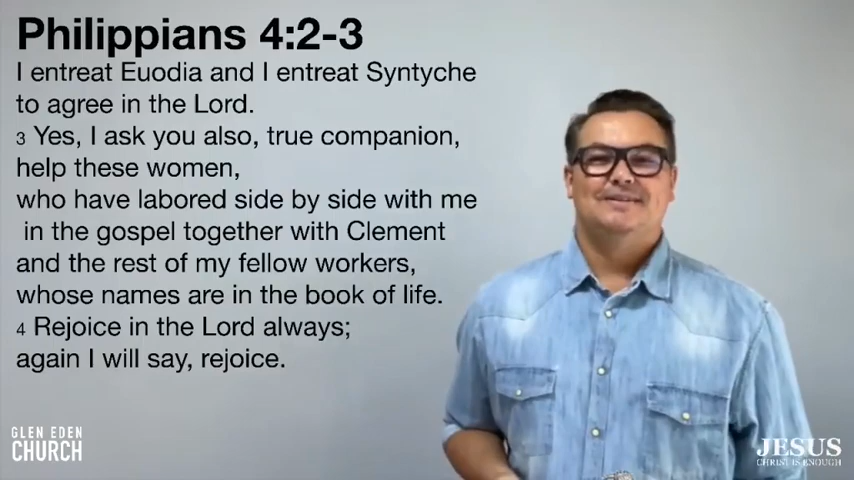 Philippians 4:2-3
I entreat Euodia and I entreat Syntyche
to agree in the Lord.
3 Yes, I ask you also, true companion,
help these women,
who have labored side by side with me
in the gospel together with Clement
and the rest of my fellow workers,
whose names are in the book of life.
4 Rejoice in the Lord always;
again I will say, rejoice.
GLEN EDEN
CHURCH
JESUS
CHRIST IS ENOUGH